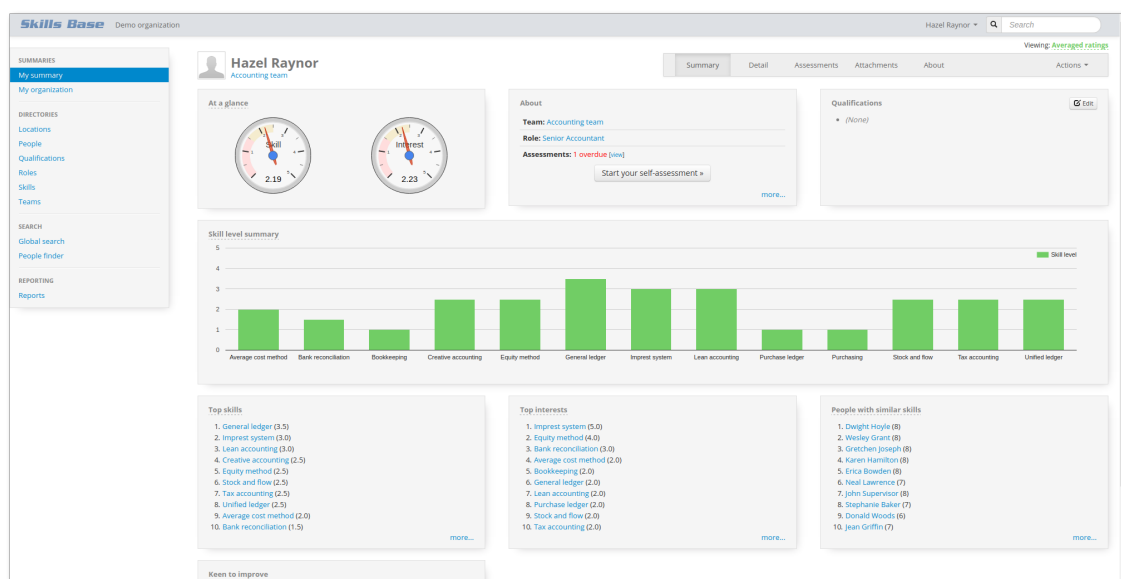 Skills Base Demo organization
Hazel Raynor
Search
Viewing: Averaged ratings
SUMMARIES
My summary
My organization
DIRECTORIES
Locations
People
Qualifications
Roles
Skills
Teams
SEARCH
Global search
People finder
REPORTING
Reports
Hazel Raynor
Accounting team
Summary Detail Assessments Attachments About Actions
At a glance
Skill
2.19
Interest
2.23
About
Team: Accounting team
Role: Senior Accountant
Assessments: 1 overdue [view]
Start your self-assessment »
more...
Qualifications
Edit
• (None)
Skill level summary
Skill level
5
4
3
2
1
0
Average cost method Bank reconciliation Bookkeeping Creative accounting Equity method General ledger Imprest system Lean accounting Purchase ledger Purchasing Stock and flow Tax accounting Unified ledger
Top skills
1. General ledger (3.5)
2. Imprest system (3.0)
3. Lean accounting (3.0)
4. Creative accounting (2.5)
5. Equity method (2.5)
6. Stock and flow (2.5)
7. Tax accounting (2.5)
8. Unified ledger (2.5)
9. Average cost method (2.0)
10. Bank reconciliation (1.5)
more...
Top interests
1. Imprest system (5.0)
2. Equity method (4.0)
3. Bank reconciliation (3.0)
4. Average cost method (2.0)
5. Bookkeeping (2.0)
6. General ledger (2.0)
7. Lean accounting (2.0)
8. Purchase ledger (2.0)
9. Stock and flow (2.0)
10. Tax accounting (2.0)
more...
People with similar skills
1. Dwight Hoyle (8)
2. Wesley Grant (8)
3. Gretchen Joseph (8)
4. Karen Hamilton (8)
5. Erica Bowden (8)
6. Neal Lawrence (7)
7. John Supervisor (8)
8. Stephanie Baker (7)
9. Donald Woods (6)
10. Jean Griffin (7)
more...
Keen to improve